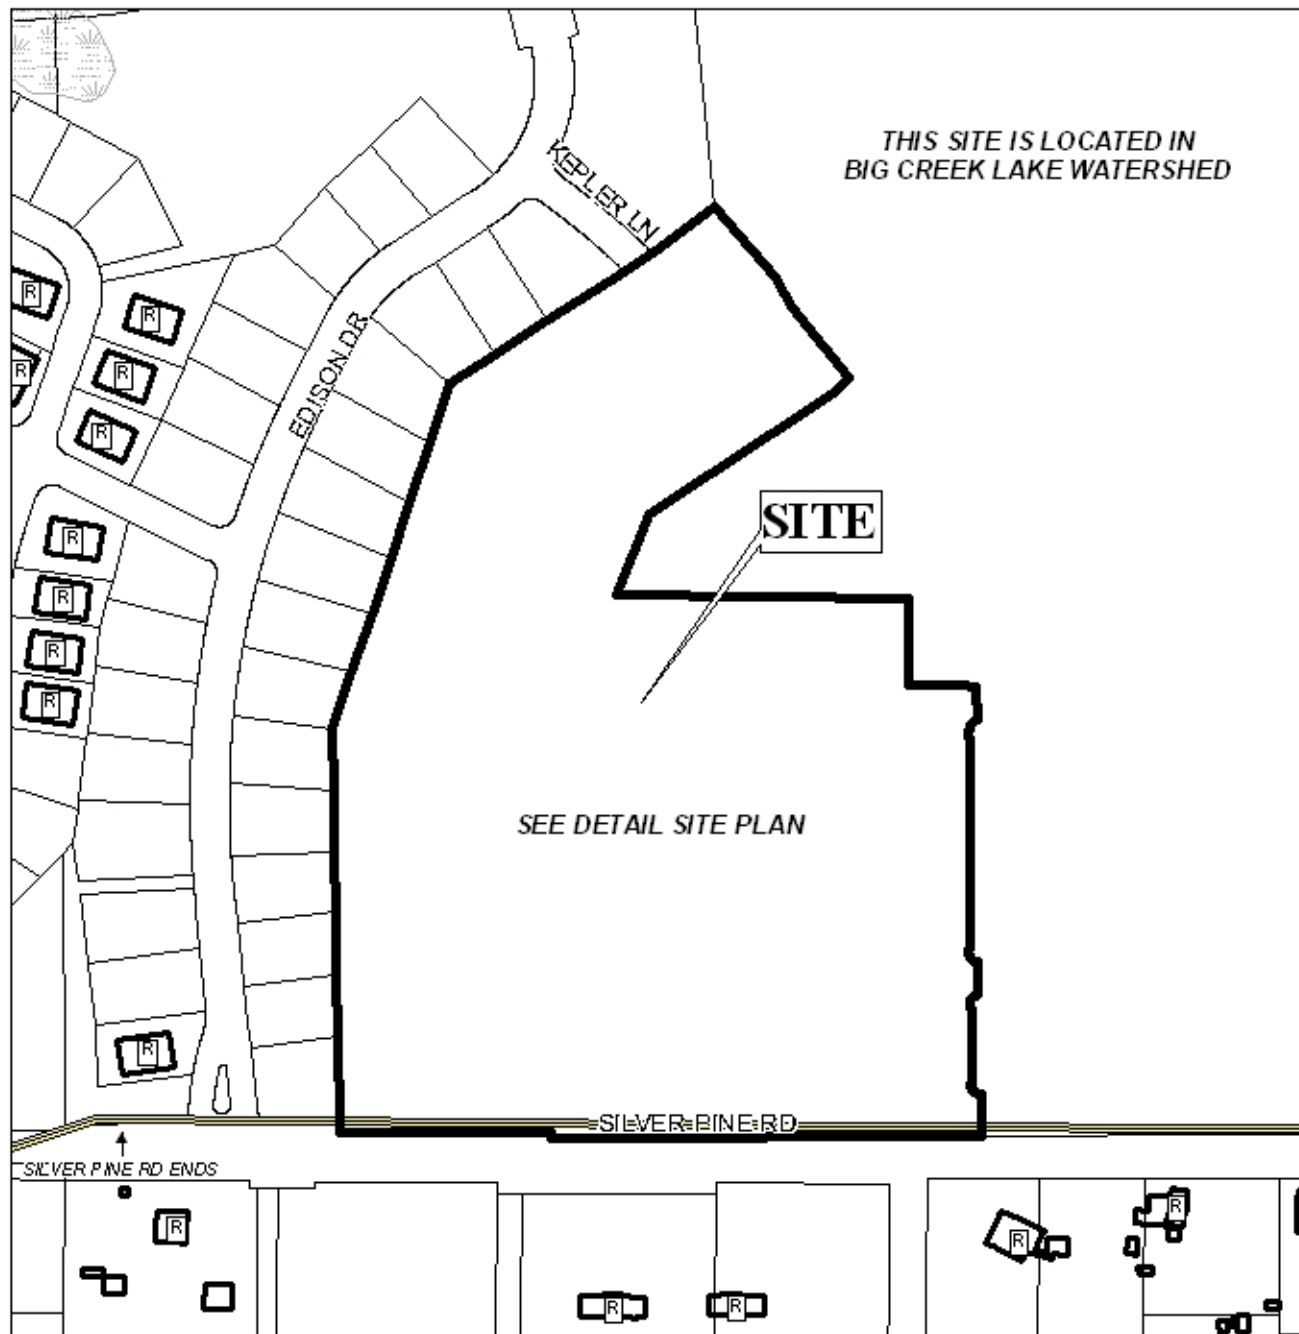 THIS SITE IS LOCATED IN
BIG CREEK LAKE WATERSHED
KEPLER LN
R
R
EDISON DR
R
R
R
SITE
R
R
R
R
SEE DETAIL SITE PLAN
R
SILVER PINE RD
SILVER PINE RD ENDS
R
R
R
R
R